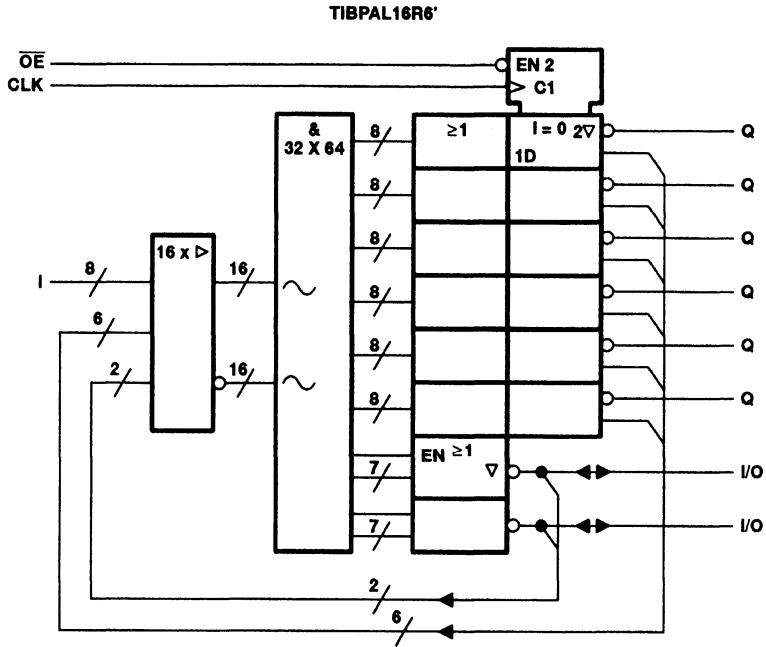 TIBPAL16R6'
OE
EN 2
CLK
C1
&
32 X 64
8
≥1
I = 0 2▽
1D
Q
8
Q
8
Q
16 x ▷
I
8
16
8
Q
6
8
Q
2
16
8
Q
EN ≥1
▽
7
I/O
7
I/O
2
6